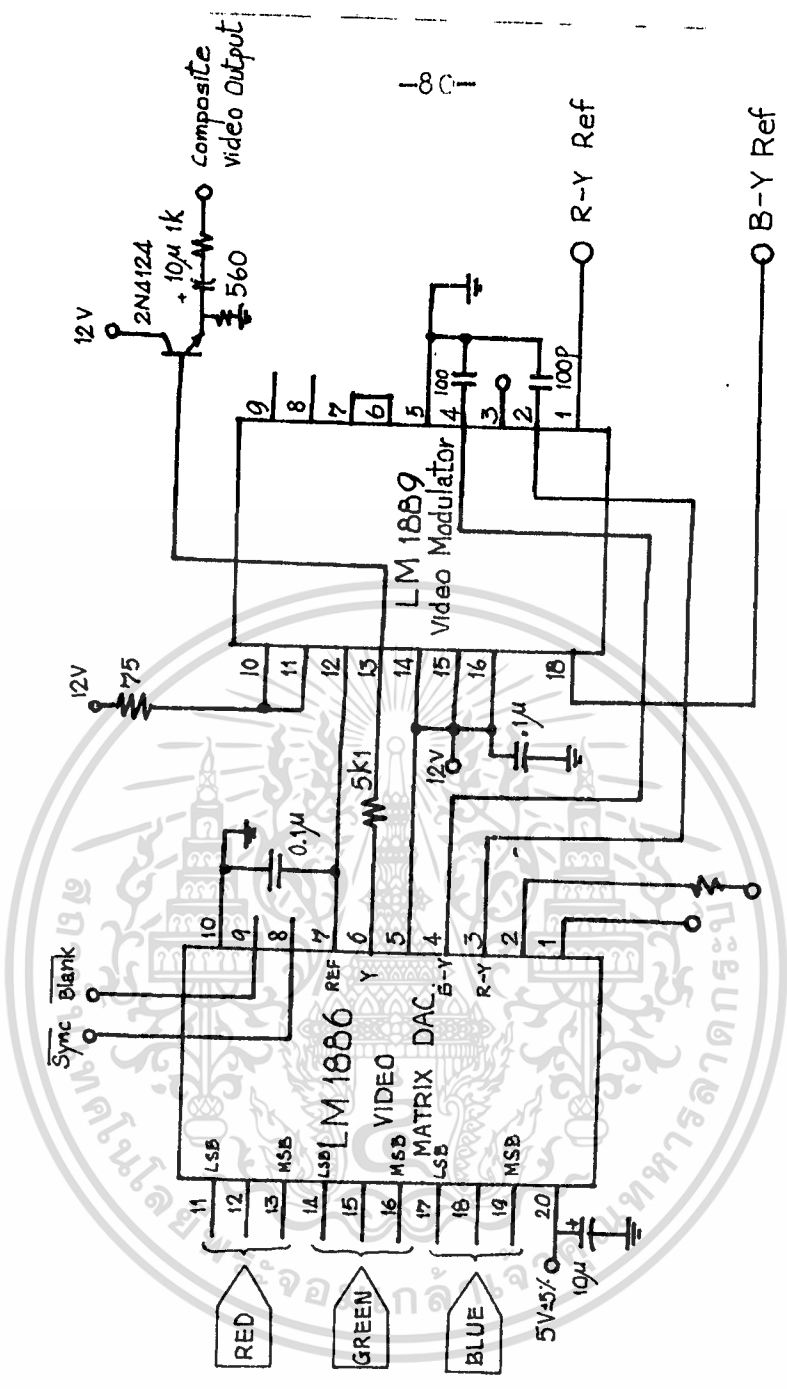 -80-
Composite
Video Output
12V
2N4124
+ 10µ 1k
560
R-Y Ref
B-Y Ref
9
8
7
6
5
4
3
2
1
100
100P
LM 1889
Video Modulator
10
11
12
13
14
15
16
18
12V
75
5K1
12V
.1µ
0.1µ
Sync
Blank
10
9
8
7
6
5
4
3
2
1
REF
Y
B-Y
R-Y
LM 1886
VIDEO
MATRIX DAC.
LSB
MSB
LSB
MSB
LSB
MSB
11
12
13
14
15
16
17
18
19
20
RED
GREEN
BLUE
5V±5%
10µ
+